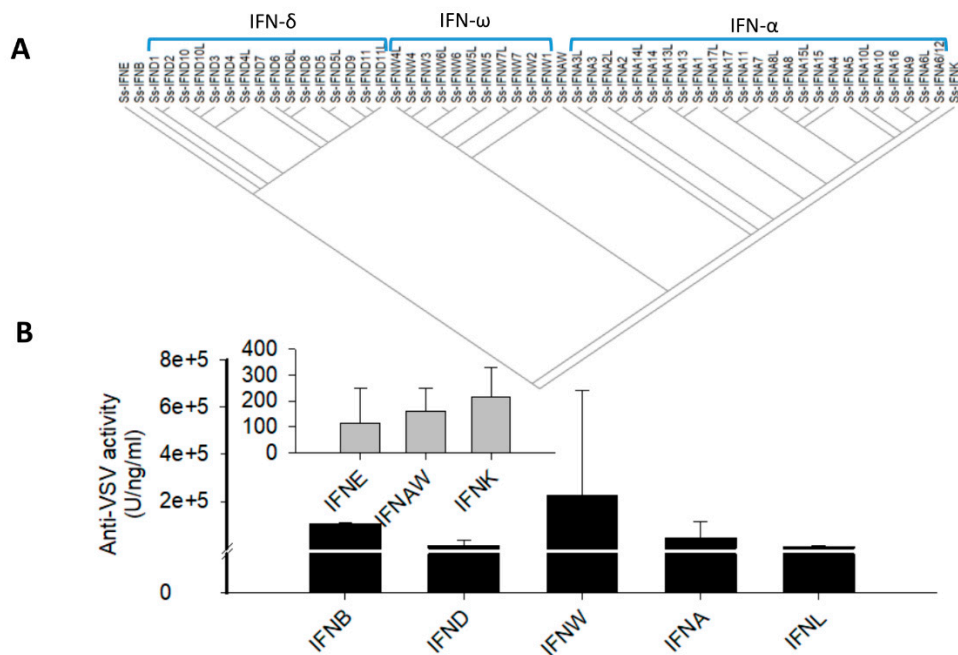 A
IFN-δ
IFN-ω
IFN-α
Ss-IFNE
Ss-IFNB
Ss-IFND1
Ss-IFND2
Ss-IFND10
Ss-IFND10L
Ss-IFND3
Ss-IFND4
Ss-IFND4L
Ss-IFND7
Ss-IFND6
Ss-IFND6L
Ss-IFND8
Ss-IFND5
Ss-IFND5L
Ss-IFND9
Ss-IFND11
Ss-IFND11L
Ss-IFNW4L
Ss-IFNW4
Ss-IFNW3
Ss-IFNW6L
Ss-IFNW6
Ss-IFNW5L
Ss-IFNW5
Ss-IFNW7L
Ss-IFNW7
Ss-IFNW2
Ss-IFNW1
Ss-IFNAW
Ss-IFNA3L
Ss-IFNA3
Ss-IFNA2L
Ss-IFNA2
Ss-IFNA14L
Ss-IFNA14
Ss-IFNA13L
Ss-IFNA13
Ss-IFNA1
Ss-IFNA17L
Ss-IFNA17
Ss-IFNA11
Ss-IFNA7
Ss-IFNA8L
Ss-IFNA8
Ss-IFNA15L
Ss-IFNA15
Ss-IFNA4
Ss-IFNA5
Ss-IFNA10L
Ss-IFNA10
Ss-IFNA16
Ss-IFNA9
Ss-IFNA6L
Ss-IFNA6/12
Ss-IFNK
B
Anti-VSV activity
(U/ng/ml)
8e+5
6e+5
4e+5
2e+5
0
400
300
200
100
0
IFNE
IFNAW
IFNK
IFNB
IFND
IFNW
IFNA
IFNL